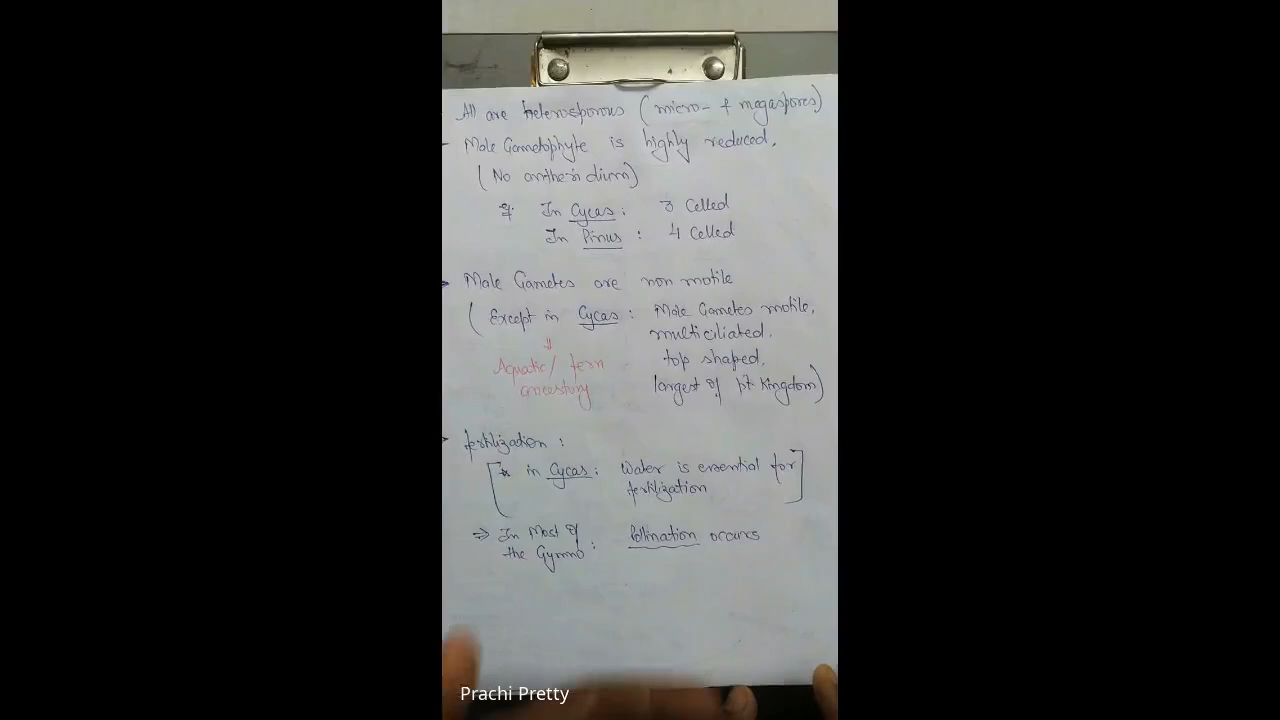 - All are heterosporous (micro- + megaspores)
- Male Gametophyte is highly reduced.
(No antheridium)
In Cycas : 3 Celled
In Pinus : 4 Celled
Male Gametes are non motile
(Except in Cycas : Male Gametes motile,
multiciliated.
top shaped,
Aquatic/ fern
largest of pt Kingdom)
ancestory
fertilization :
[* in Cycas : Water is essential for
fertilization]
⇒ In Most of
the Gymno : Pollination occurs
Prachi Pretty